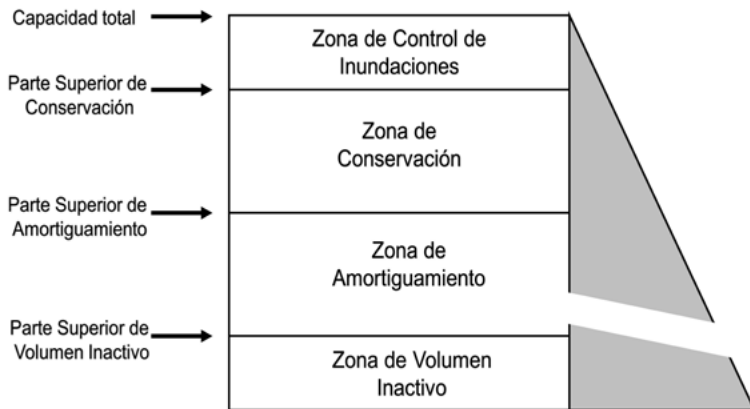 Capacidad total
Zona de Control de
Inundaciones
Parte Superior de
Conservación
Zona de
Conservación
Parte Superior de
Amortiguamiento
Zona de
Amortiguamiento
Parte Superior de
Volumen Inactivo
Zona de Volumen
Inactivo